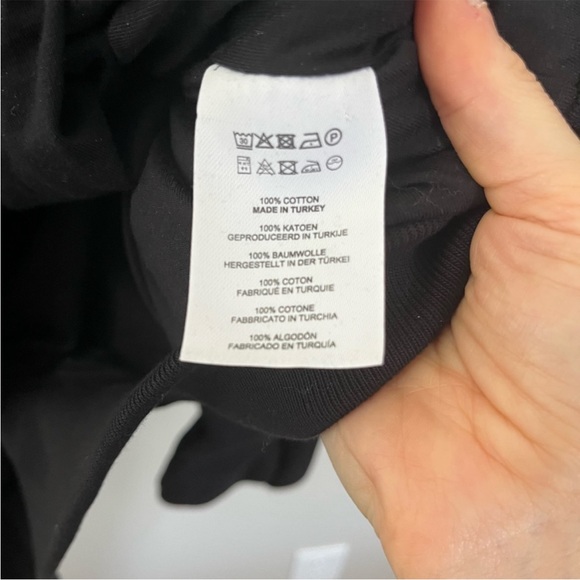 30 P
100% COTTON
MADE IN TURKEY
100% KATOEN
GEPRODUCEERD IN TURKIJE
100% BAUMWOLLE
HERGESTELLT IN DER TÜRKEI
100% COTON
FABRIQUÉ EN TURQUIE
100% COTONE
FABBRICATO IN TURCHIA
100% ALGODÓN
FABRICADO EN TURQUÍA